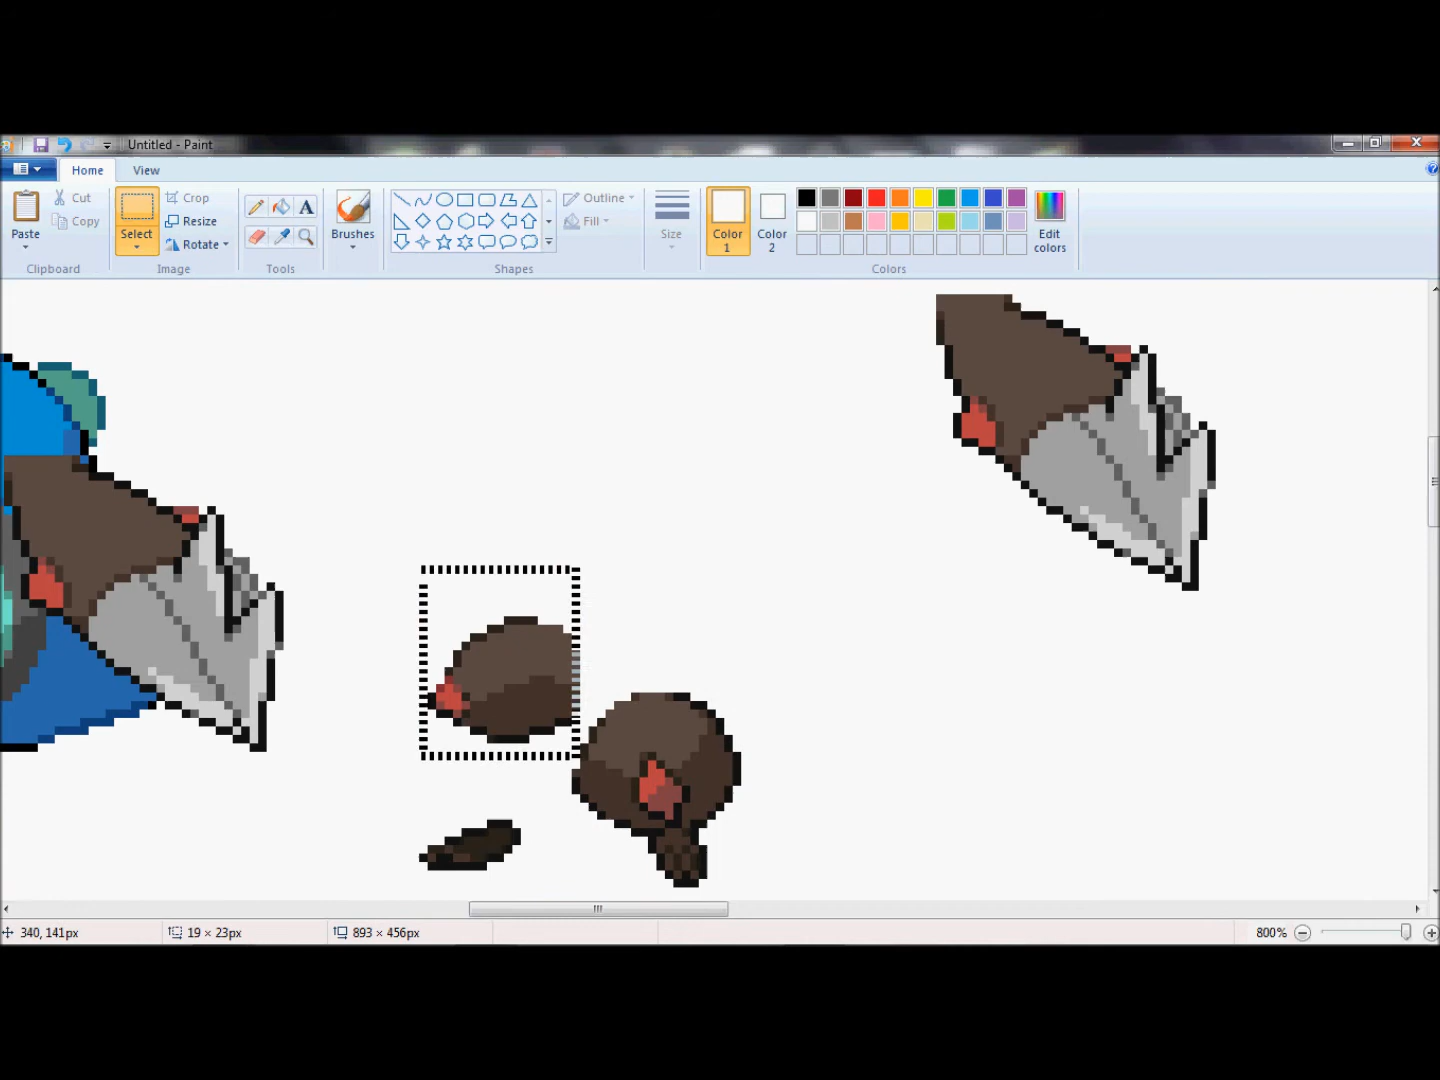 Untitled - Paint
Home View
Paste
Cut
Copy
Clipboard
Select
Crop
Resize
Rotate
Image
A
Tools
Brushes
Outline
Fill
Shapes
Size
Color 1
Color 2
Edit colors
Colors
340, 141px
19 × 23px
893 × 456px
800%